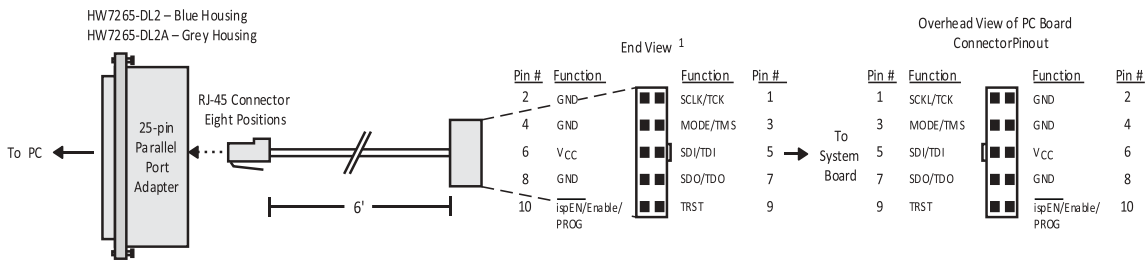 HW7265-DL2 – Blue Housing
HW7265-DL2A – Grey Housing
To PC
25-pin
Parallel
Port
Adapter
RJ-45 Connector
Eight Positions
6'
End View 1
Pin # Function Function Pin #
2 GND SCLK/TCK 1
4 GND MODE/TMS 3
6 VCC SDI/TDI 5
8 GND SDO/TDO 7
10 ispEN/Enable/ TRST 9
PROG
To
System
Board
Overhead View of PC Board
ConnectorPinout
Pin # Function Function Pin #
1 SCKL/TCK GND 2
3 MODE/TMS GND 4
5 SDI/TDI VCC 6
7 SDO/TDO GND 8
9 TRST ispEN/Enable/ 10
PROG